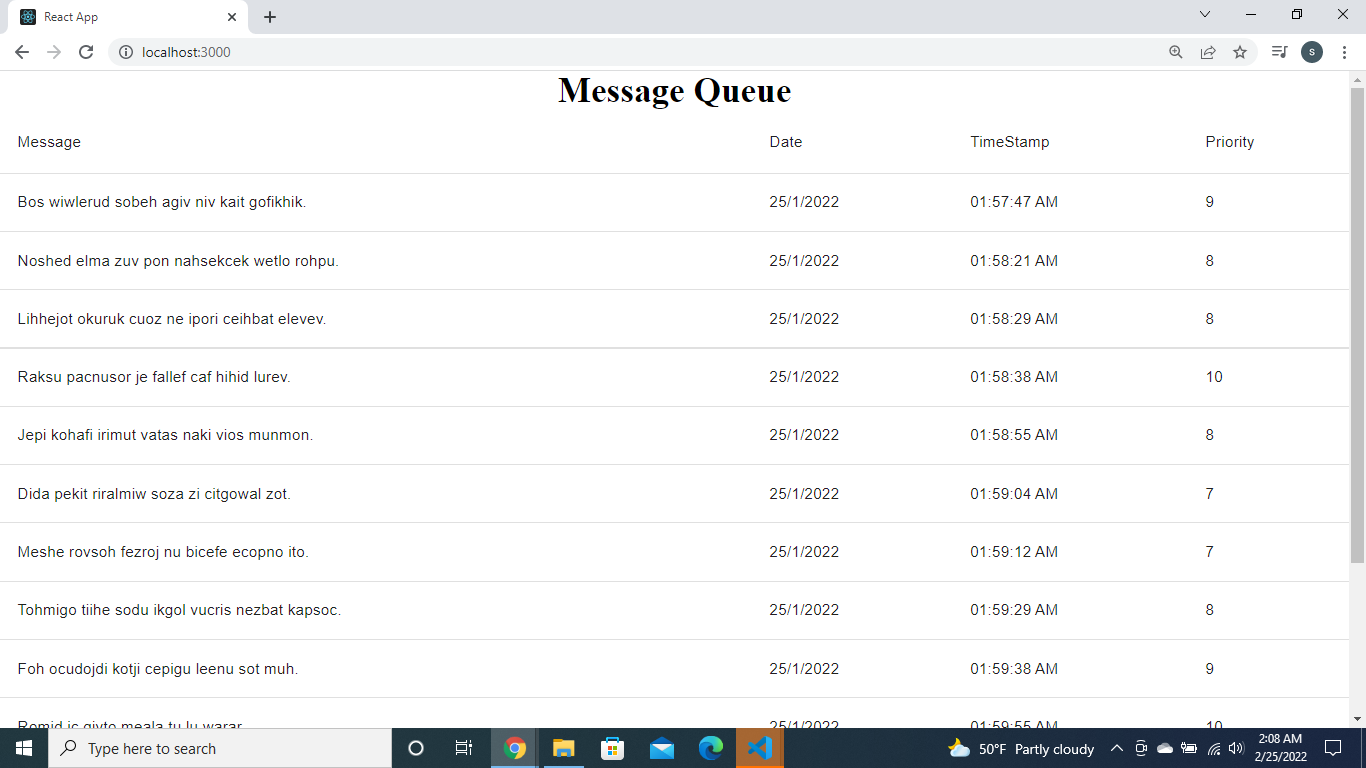 React App
localhost:3000
S
Message Queue
Message Date TimeStamp Priority
Bos wiwlerud sobeh agiv niv kait gofikhik. 25/1/2022 01:57:47 AM 9
Noshed elma zuv pon nahsekcek wetlo rohpu. 25/1/2022 01:58:21 AM 8
Lihhejot okuruk cuoz ne ipori ceihbat elevev. 25/1/2022 01:58:29 AM 8
Raksu pacnusor je fallef caf hihid lurev. 25/1/2022 01:58:38 AM 10
Jepi kohafi irimut vatas naki vios munmon. 25/1/2022 01:58:55 AM 8
Dida pekit riralmiw soza zi citgowal zot. 25/1/2022 01:59:04 AM 7
Meshe rovsoh fezroj nu bicefe ecopno ito. 25/1/2022 01:59:12 AM 7
Tohmigo tiihe sodu ikgol vucris nezbat kapsoc. 25/1/2022 01:59:29 AM 8
Foh ocudojdi kotji cepigu leenu sot muh. 25/1/2022 01:59:38 AM 9
meala tu lu warar 25/1/2022 01:59:55 AM 10
Type here to search
50°F Partly cloudy
2:08 AM
2/25/2022